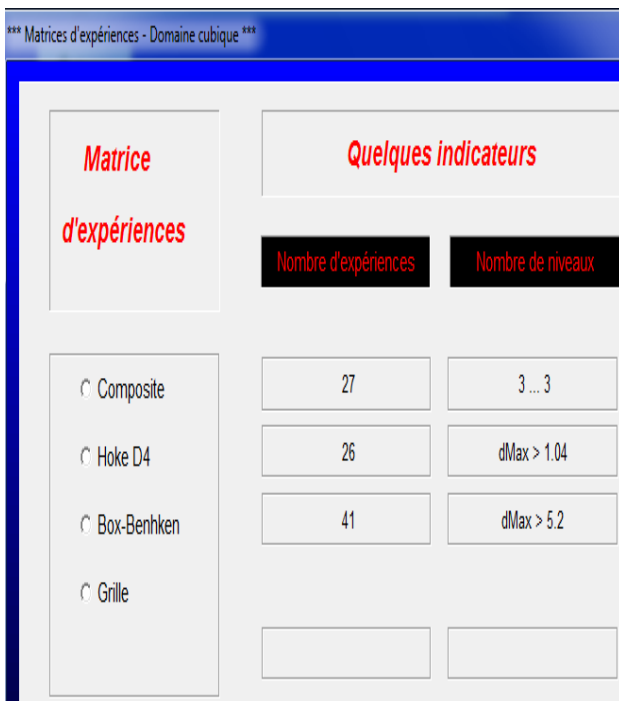 *** Matrices d'expériences - Domaine cubique ***
Matrice
d'expériences
Quelques indicateurs
Nombre d'expériences
Nombre de niveaux
Composite
27
3 ... 3
Hoke D4
26
dMax > 1.04
Box-Benhken
41
dMax > 5.2
Grille